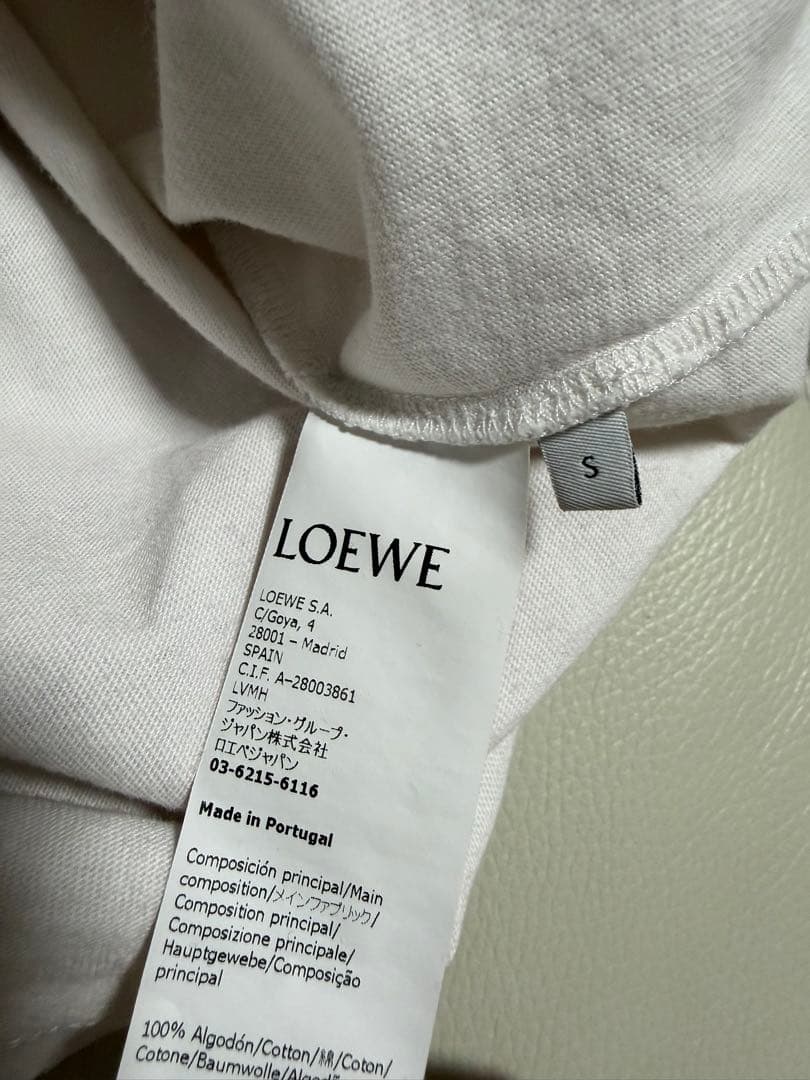 S
LOEWE
LOEWE S.A.
C/Goya, 4
28001 – Madrid
SPAIN
C.I.F. A-28003861
LVMH
ファッション・グループ・
ジャパン株式会社
ロエベジャパン
03-6215-6116
Made in Portugal
Composición principal/Main
composition/メインファブリック/
Composition principal/
Composizione principale/
Hauptgewebe/Composição
principal
100% Algodón/Cotton/綿/Coton/
Cotone/Baumwolle/